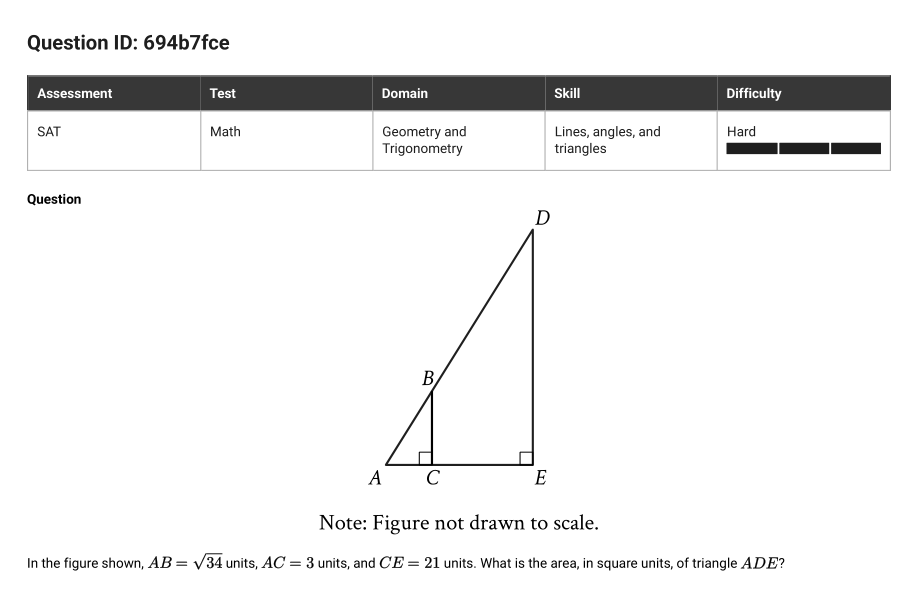 Question ID: 694b7fce
Assessment Test Domain Skill Difficulty
SAT Math Geometry and Trigonometry Lines, angles, and triangles Hard
Question
D
B
A C E
Note: Figure not drawn to scale.
In the figure shown, AB = √34 units, AC = 3 units, and CE = 21 units. What is the area, in square units, of triangle ADE?